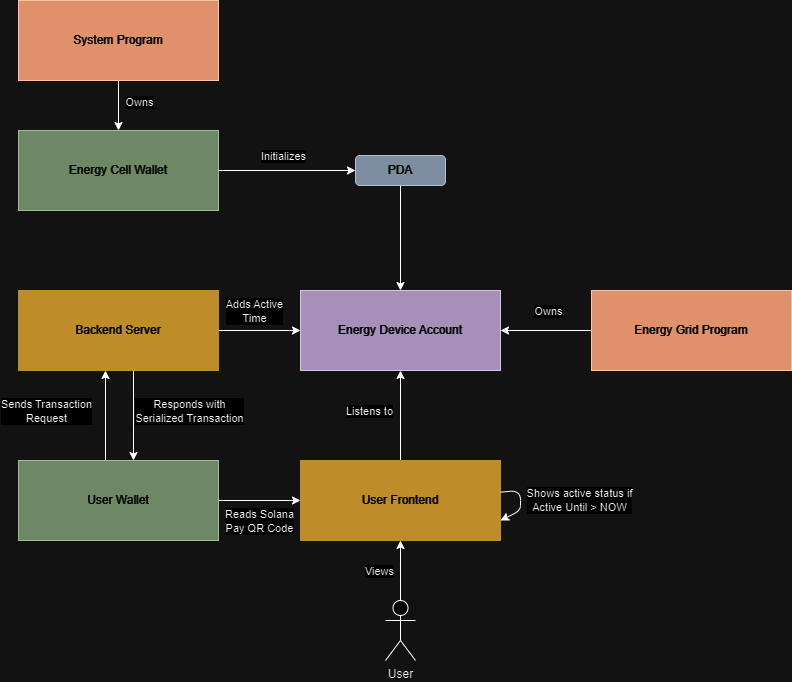 System Program
Owns
Energy Cell Wallet
Initializes
PDA
Backend Server
Adds Active
Time
Energy Device Account
Owns
Energy Grid Program
Sends Transaction
Request
Responds with
Serialized Transaction
Listens to
User Wallet
Reads Solana
Pay QR Code
User Frontend
Shows active status if
Active Until > NOW
Views
User